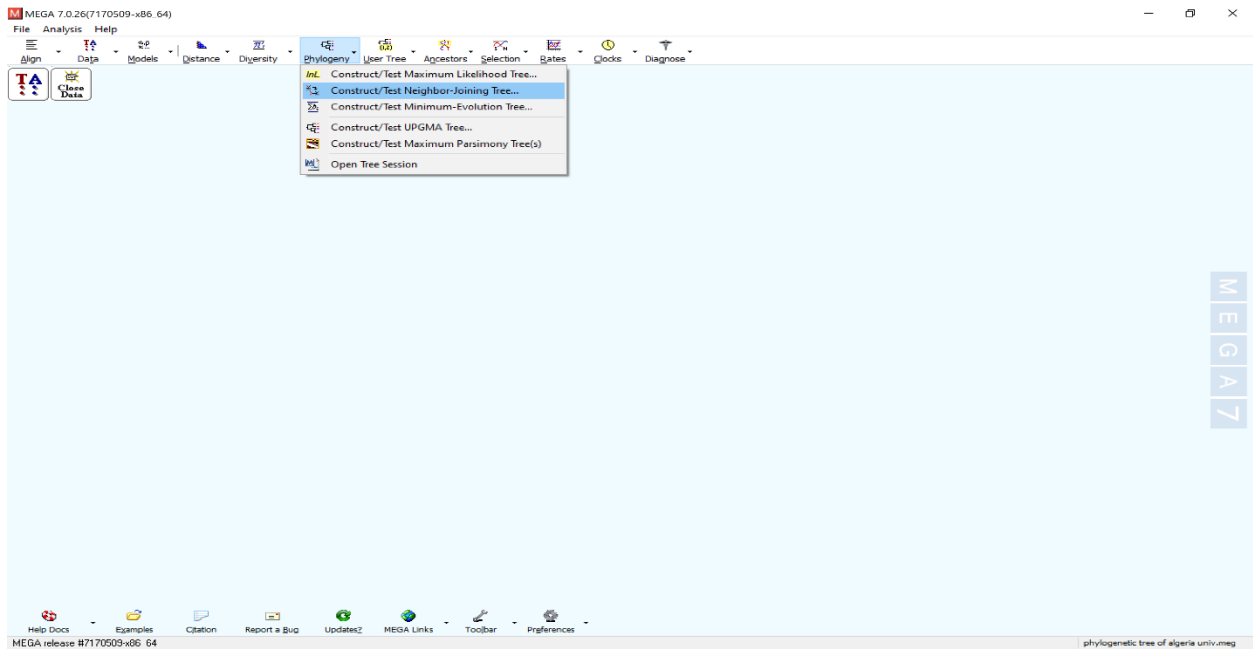 MEGA 7.0.26(7170509-x86_64)
File Analysis Help
Align Data Models Distance Diversity Phylogeny User Tree Ancestors Selection Rates Clocks Diagnose
TA Close Data
lnL Construct/Test Maximum Likelihood Tree...
Construct/Test Neighbor-Joining Tree...
Construct/Test Minimum-Evolution Tree...
Construct/Test UPGMA Tree...
Construct/Test Maximum Parsimony Tree(s)
Open Tree Session
MEGA7
Help Docs Examples Citation Report a Bug Updates? MEGA Links Toolbar Preferences
MEGA release #7170509-x86_64 phylogenetic tree of algeria univ.meg